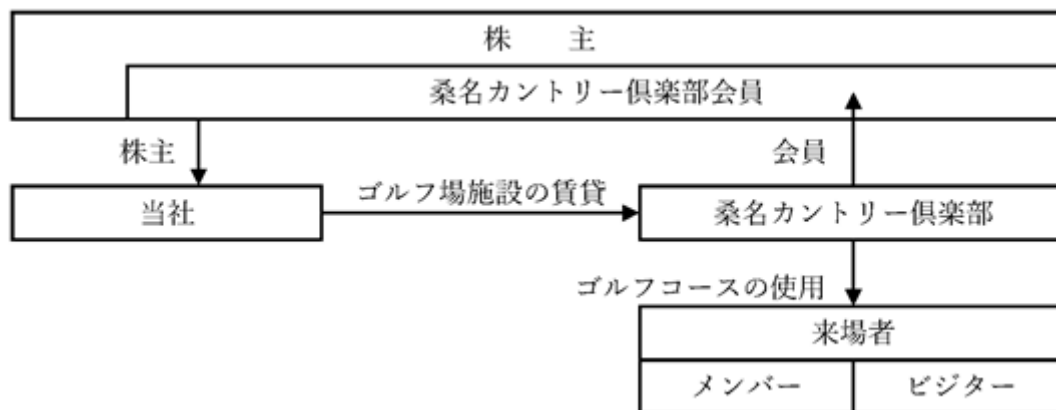 株　　主
桑名カントリー倶楽部会員
株主
会員
当社
ゴルフ場施設の賃貸
桑名カントリー倶楽部
ゴルフコースの使用
来場者
メンバー
ビジター